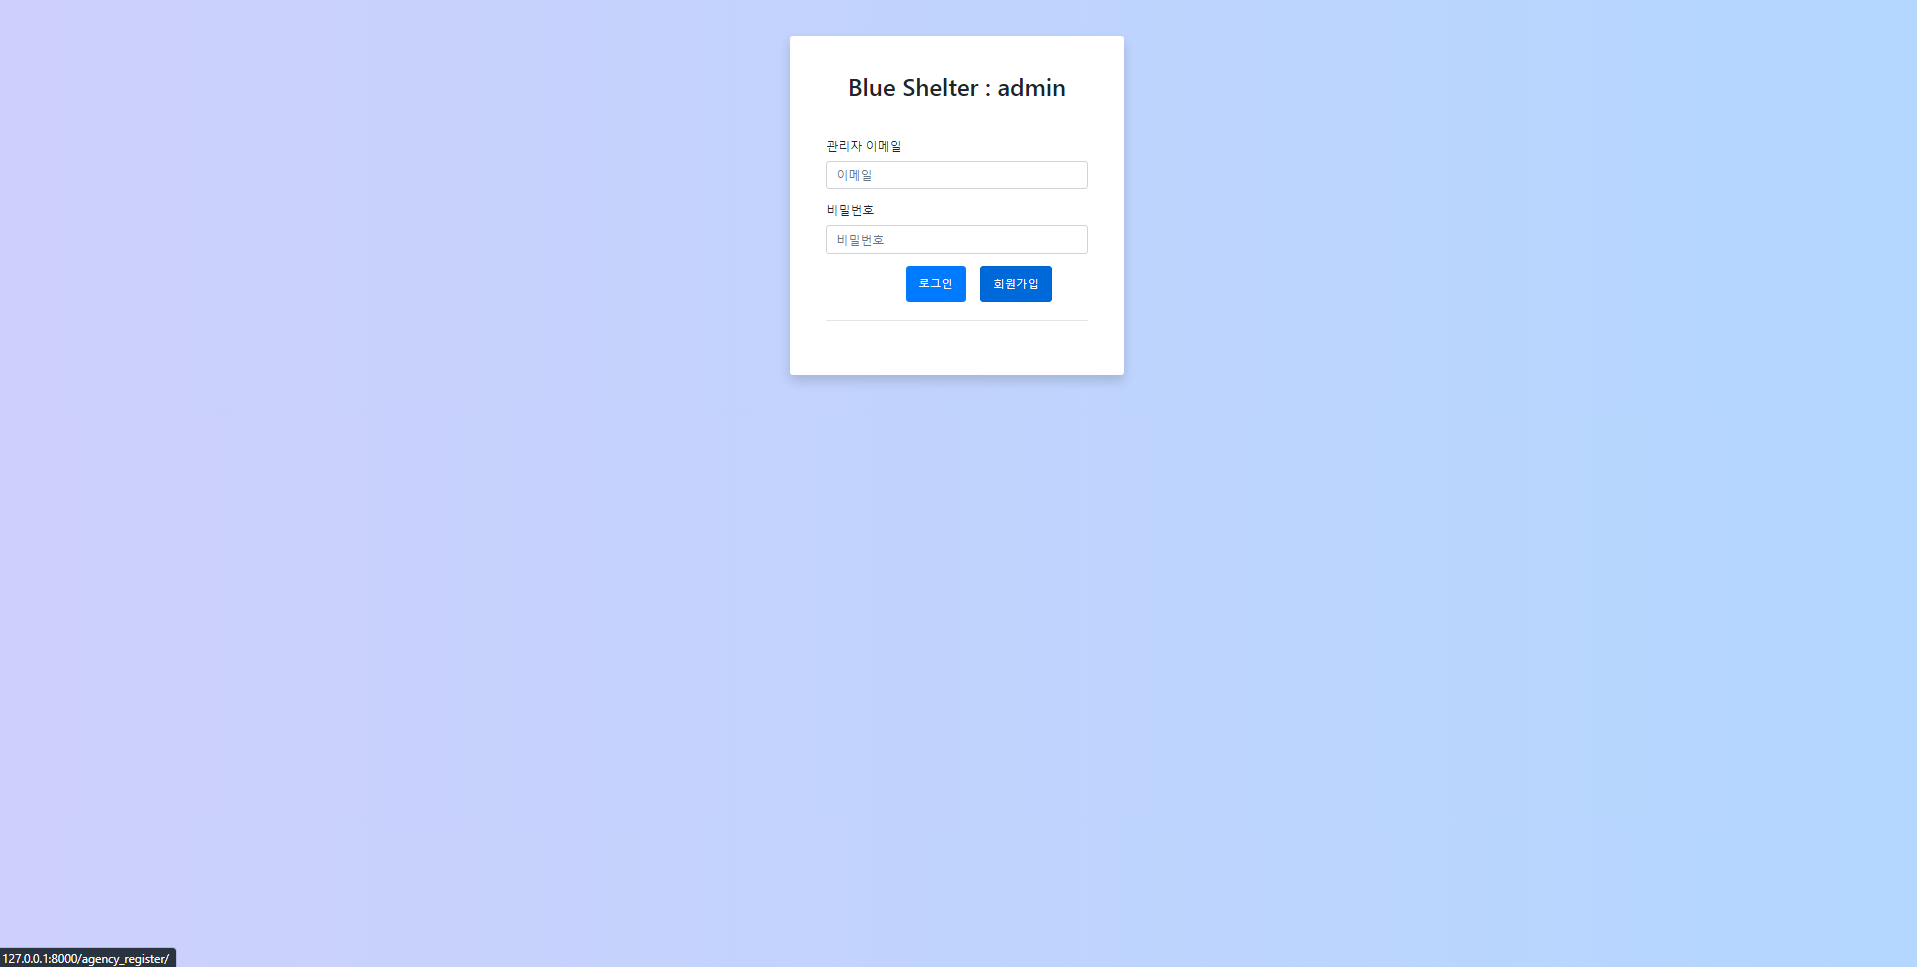 Blue Shelter : admin
관리자 이메일
이메일
비밀번호
비밀번호
로그인 회원가입
127.0.0.1:8000/agency_register/